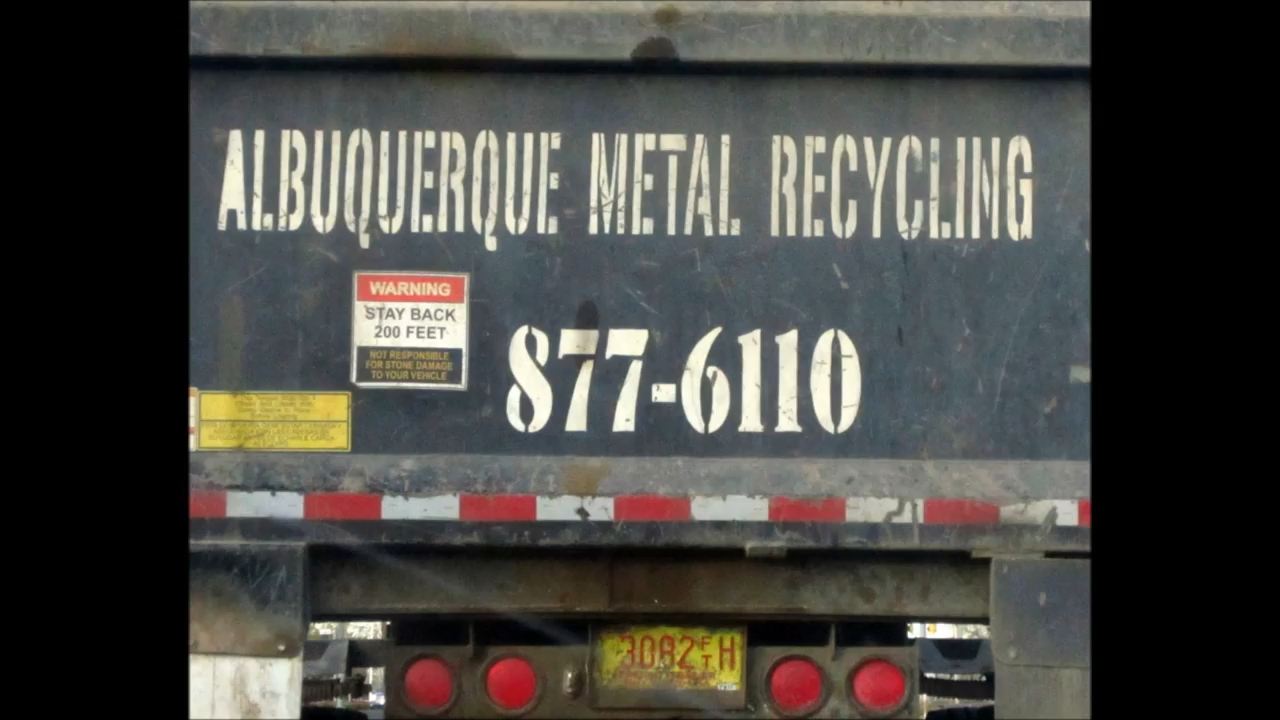 ALBUQUERQUE METAL RECYCLING
WARNING
STAY BACK
200 FEET
NOT RESPONSIBLE
FOR STONE DAMAGE
TO YOUR VEHICLE
877-6110
3082 FT H